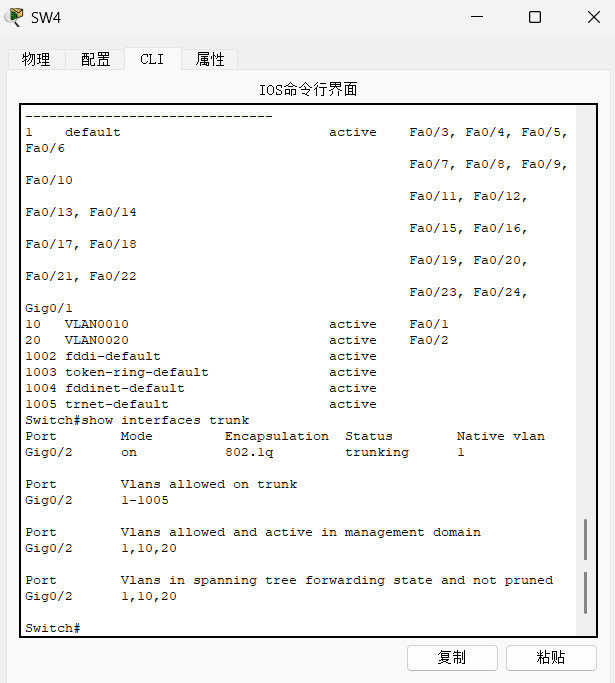 SW4
物理 配置 CLI 属性
IOS命令行界面
-------------------------------
1    default                          active    Fa0/3, Fa0/4, Fa0/5,
Fa0/6
                                                Fa0/7, Fa0/8, Fa0/9,
Fa0/10
                                                Fa0/11, Fa0/12,
Fa0/13, Fa0/14
                                                Fa0/15, Fa0/16,
Fa0/17, Fa0/18
                                                Fa0/19, Fa0/20,
Fa0/21, Fa0/22
                                                Fa0/23, Fa0/24,
Gig0/1
10   VLAN0010                         active    Fa0/1
20   VLAN0020                         active    Fa0/2
1002 fddi-default                     active
1003 token-ring-default               active
1004 fddinet-default                  active
1005 trnet-default                    active
Switch#show interfaces trunk
Port        Mode         Encapsulation  Status        Native vlan
Gig0/2      on           802.1q         trunking      1
Port        Vlans allowed on trunk
Gig0/2      1-1005
Port        Vlans allowed and active in management domain
Gig0/2      1,10,20
Port        Vlans in spanning tree forwarding state and not pruned
Gig0/2      1,10,20
Switch#
复制 粘贴